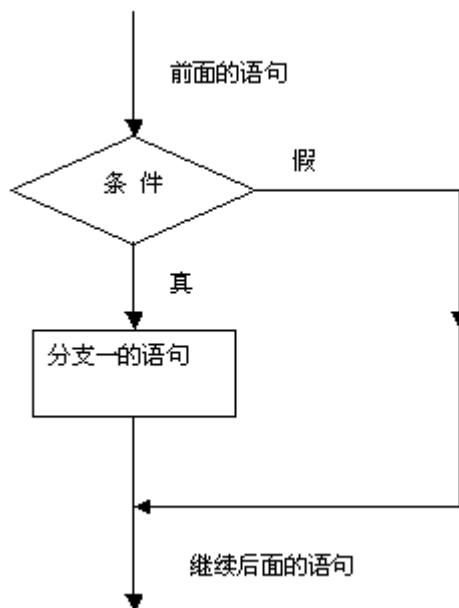 前面的语句
条 件
假
真
分支一的语句
继续后面的语句